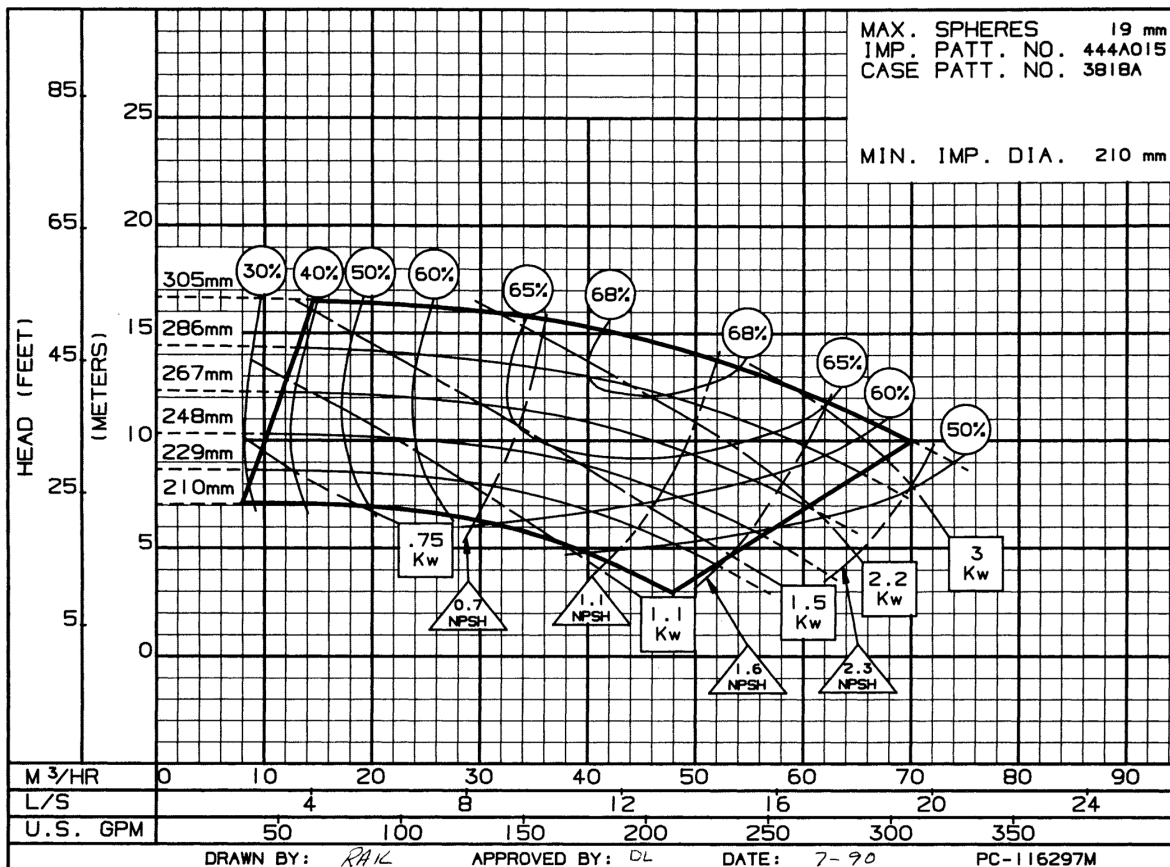 MAX. SPHERES 19 mm
IMP. PATT. NO. 444A015
CASE PATT. NO. 3818A
MIN. IMP. DIA. 210 mm
HEAD (FEET)
(METERS)
85
65
45
25
5
25
20
15
10
5
0
305mm
286mm
267mm
248mm
229mm
210mm
30%
40%
50%
60%
65%
68%
68%
65%
60%
50%
.75 Kw
1.1 Kw
1.5 Kw
2.2 Kw
3 Kw
0.7 NPSH
1.1 NPSH
1.6 NPSH
2.3 NPSH
M³/HR 0 10 20 30 40 50 60 70 80 90
L/S 4 8 12 16 20 24
U.S. GPM 50 100 150 200 250 300 350
DRAWN BY: RAK APPROVED BY: DL DATE: 7-90 PC-116297M